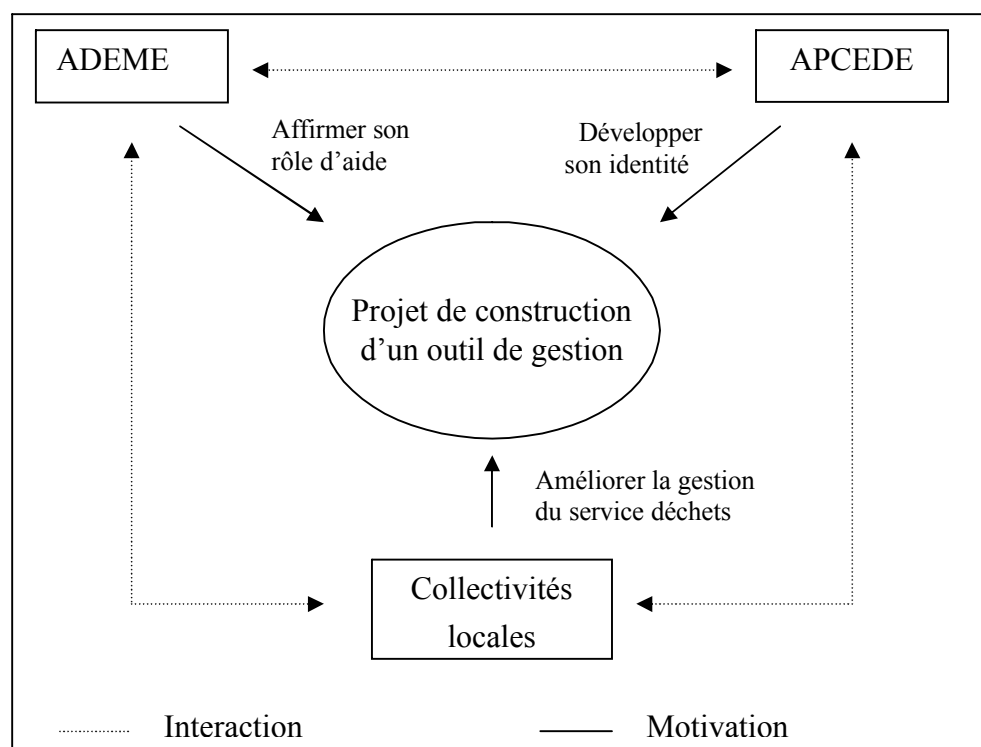 ADEME
APCEDE
Affirmer son
rôle d’aide
Développer
son identité
Projet de construction
d’un outil de gestion
Améliorer la gestion
du service déchets
Collectivités
locales
Interaction
Motivation